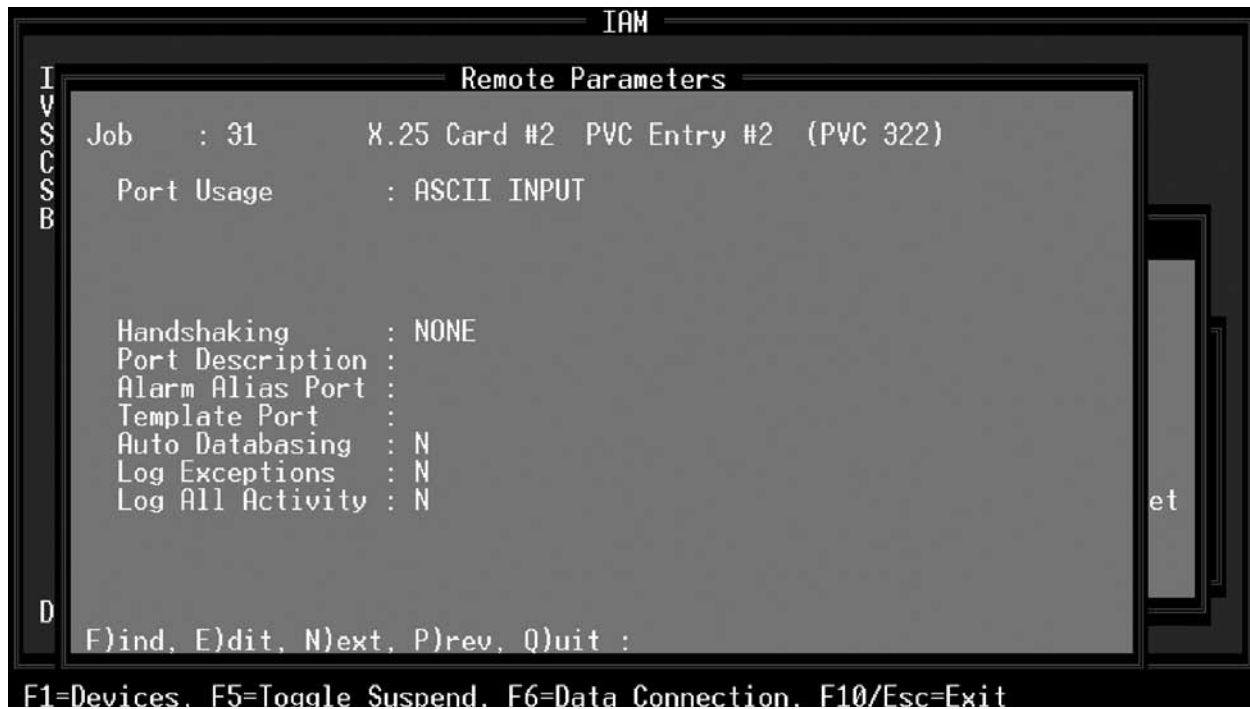 IAM
Remote Parameters
I
V
S
C
S
B
Job : 31 X.25 Card #2 PVC Entry #2 (PVC 322)
Port Usage : ASCII INPUT
Handshaking : NONE
Port Description :
Alarm Alias Port :
Template Port :
Auto Databasing : N
Log Exceptions : N
Log All Activity : N
et
D
F)ind, E)dit, N)ext, P)rev, Q)uit :
F1=Devices, F5=Toggle Suspend, F6=Data Connection, F10/Esc=Exit